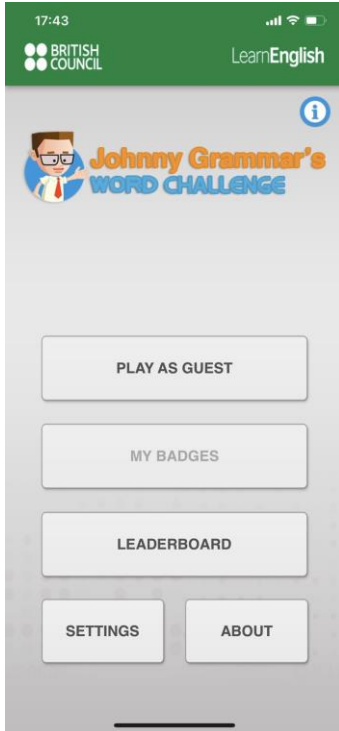 17:43
BRITISH
COUNCIL
LearnEnglish
i
Johnny Grammar's
WORD CHALLENGE
PLAY AS GUEST
MY BADGES
LEADERBOARD
SETTINGS
ABOUT